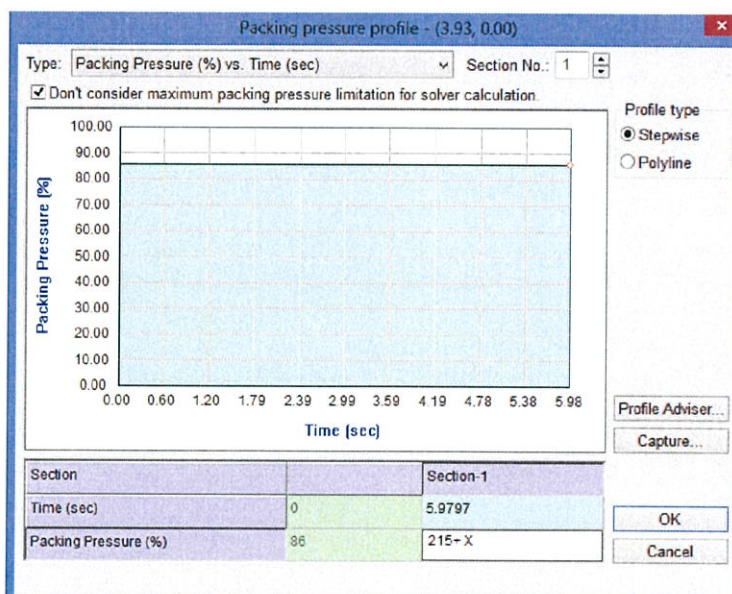 Packing pressure profile - (3.93, 0.00)
Type: Packing Pressure (%) vs. Time (sec) Section No.: 1
Don't consider maximum packing pressure limitation for solver calculation.
Profile type
Stepwise
Polyline
Packing Pressure (%)
100.00
90.00
80.00
70.00
60.00
50.00
40.00
30.00
20.00
10.00
0.00
0.00 0.60 1.20 1.79 2.39 2.99 3.59 4.19 4.78 5.38 5.98
Time (sec)
Profile Adviser...
Capture...
Section Section-1
Time (sec) 0 5.9797
Packing Pressure (%) 86 215÷X
OK
Cancel